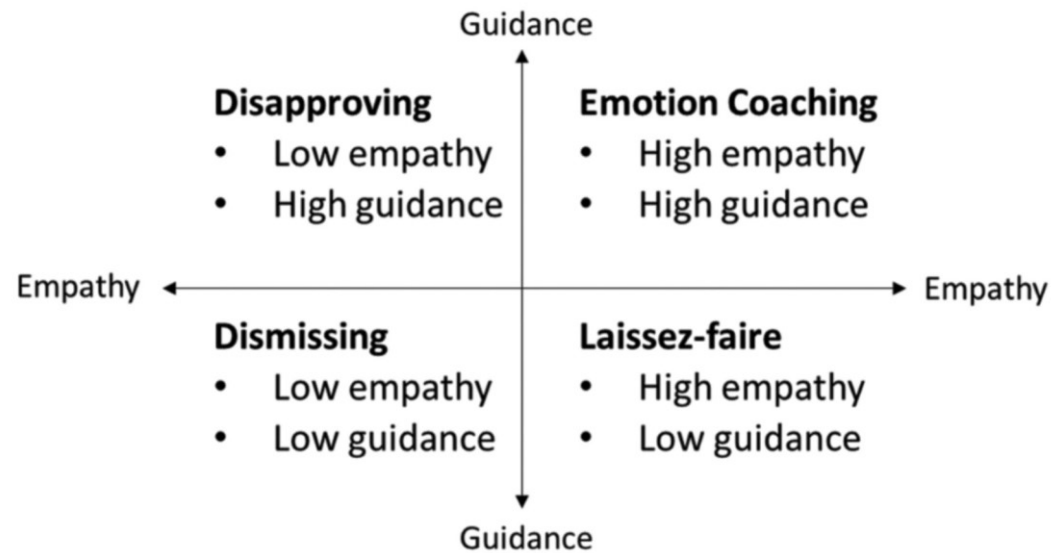 Guidance
Disapproving
• Low empathy
• High guidance
Emotion Coaching
• High empathy
• High guidance
Empathy
Empathy
Dismissing
• Low empathy
• Low guidance
Laissez-faire
• High empathy
• Low guidance
Guidance